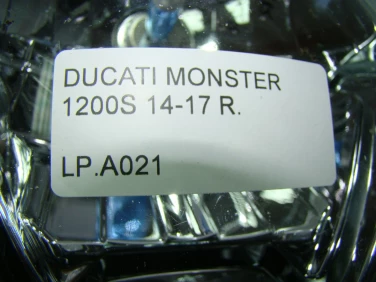 DUCATI MONSTER
1200S 14-17 R.
LP.A021